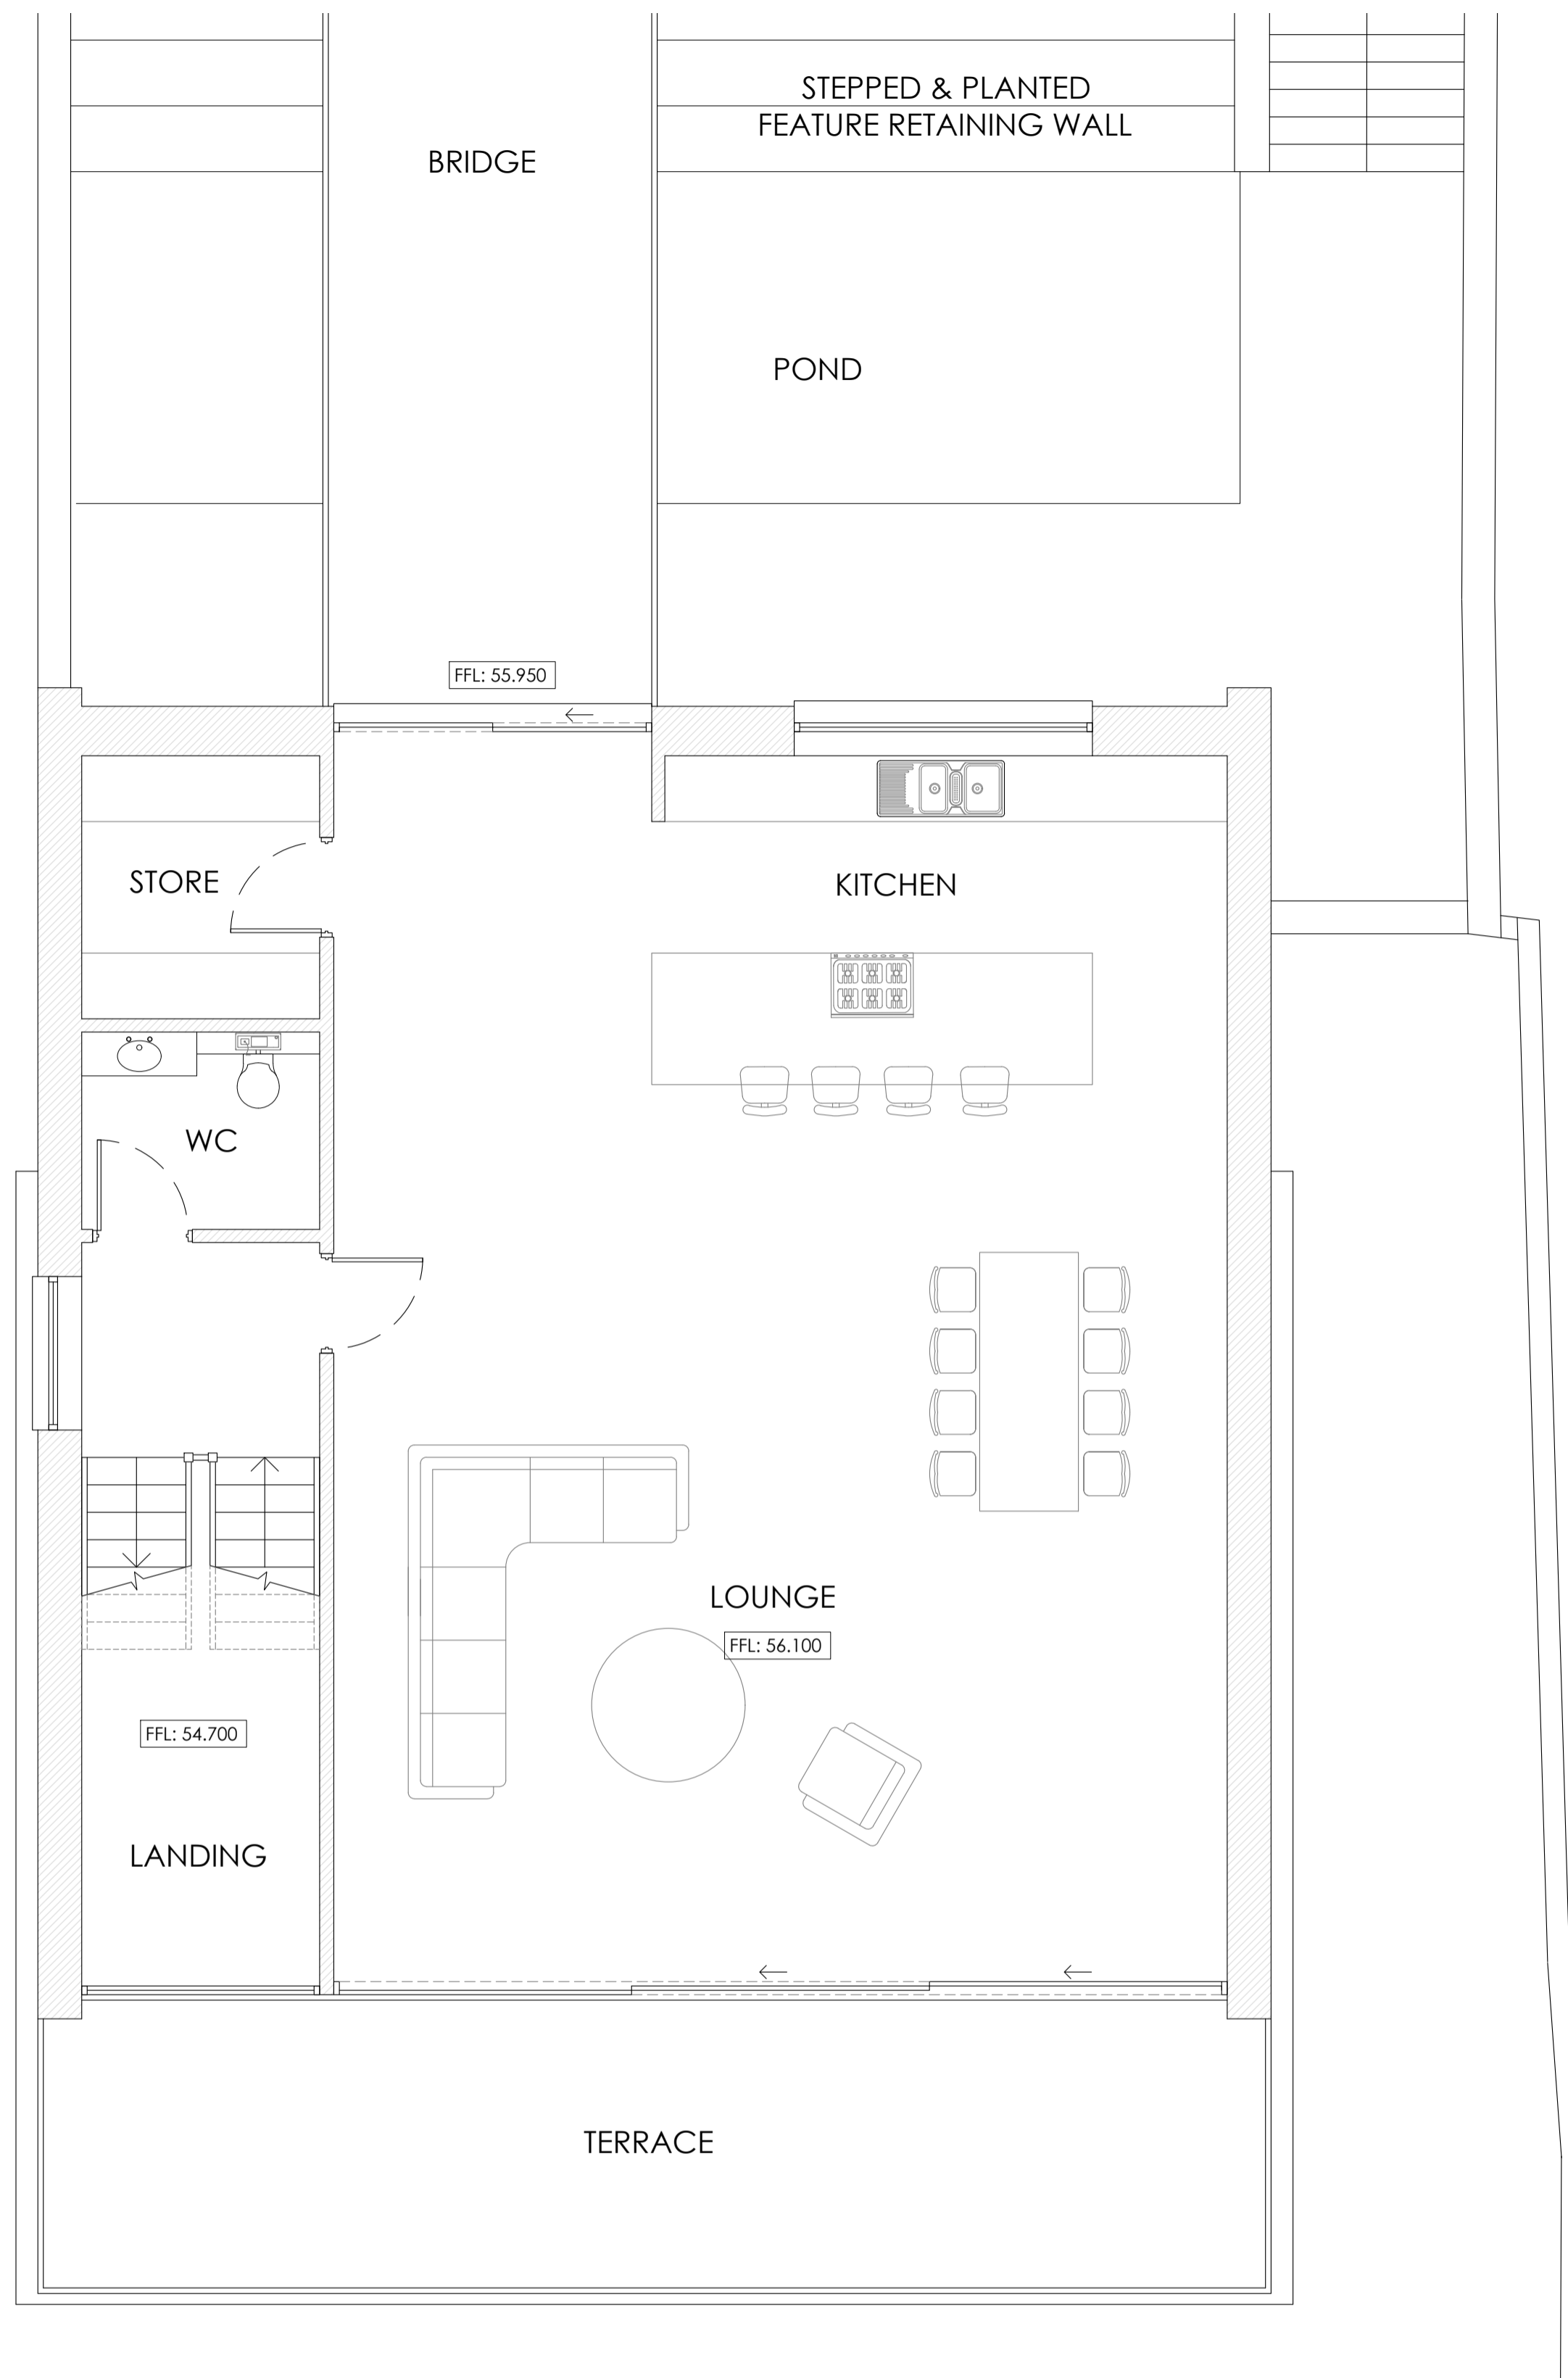 STEPPED & PLANTED
FEATURE RETAINING WALL
BRIDGE
POND
FFL: 55.950
STORE
KITCHEN
WC
LOUNGE
FFL: 56.100
FFL: 54.700
LANDING
TERRACE